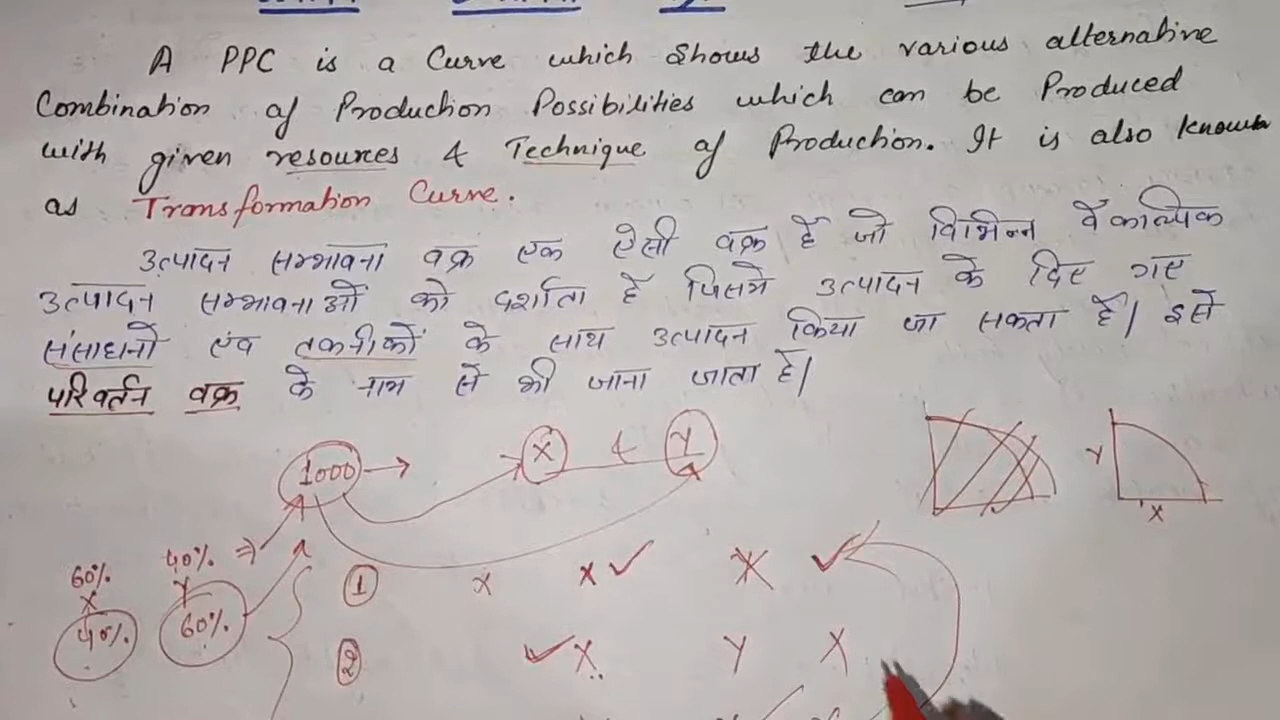 A PPC is a Curve which shows the various alternative
Combination of Production Possibilities which can be Produced
with given resources & Technique of Production. It is also known
as Transformation Curve.
उत्पादन सम्भावना वक्र एक ऐसी वक्र है जो विभिन्न वैकाल्पिक
उत्पादन सम्भावनाओं को दर्शाता है जिसमे उत्पादन के दिए गए
संसाधानो एंव तकनीकों के साथ उत्पादन किया जा सकता है। इसे
परिवर्तन वक्र के नाम से भी जाना जाता है।
1000 → X & Y
Y
X
60% 40% ⇒
X Y
40% 60%
1 X X ✓ X ✓
2 ✓ X Y X